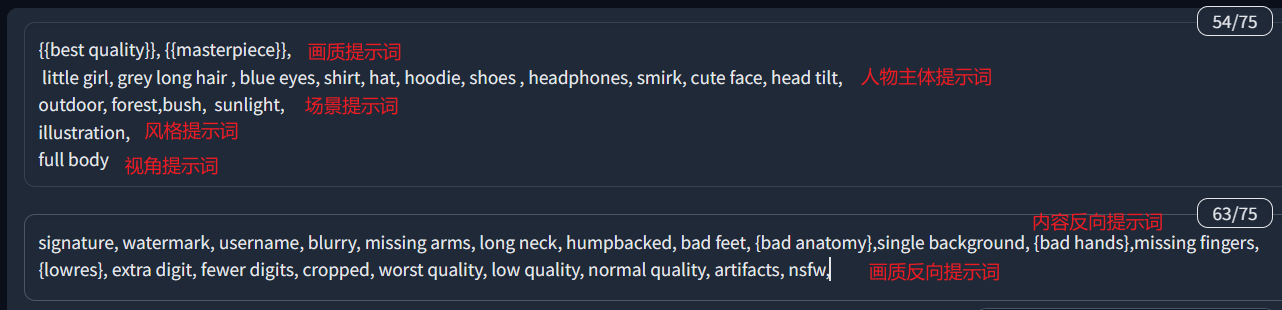 54/75
{{best quality}}, {{masterpiece}}, 画质提示词
little girl, grey long hair , blue eyes, shirt, hat, hoodie, shoes , headphones, smirk, cute face, head tilt, 人物主体提示词
outdoor, forest,bush,  sunlight, 场景提示词
illustration, 风格提示词
full body 视角提示词
63/75
内容反向提示词
signature, watermark, username, blurry, missing arms, long neck, humpbacked, bad feet, {bad anatomy},single background, {bad hands},missing fingers,
{lowres}, extra digit, fewer digits, cropped, worst quality, low quality, normal quality, artifacts, nsfw, 画质反向提示词